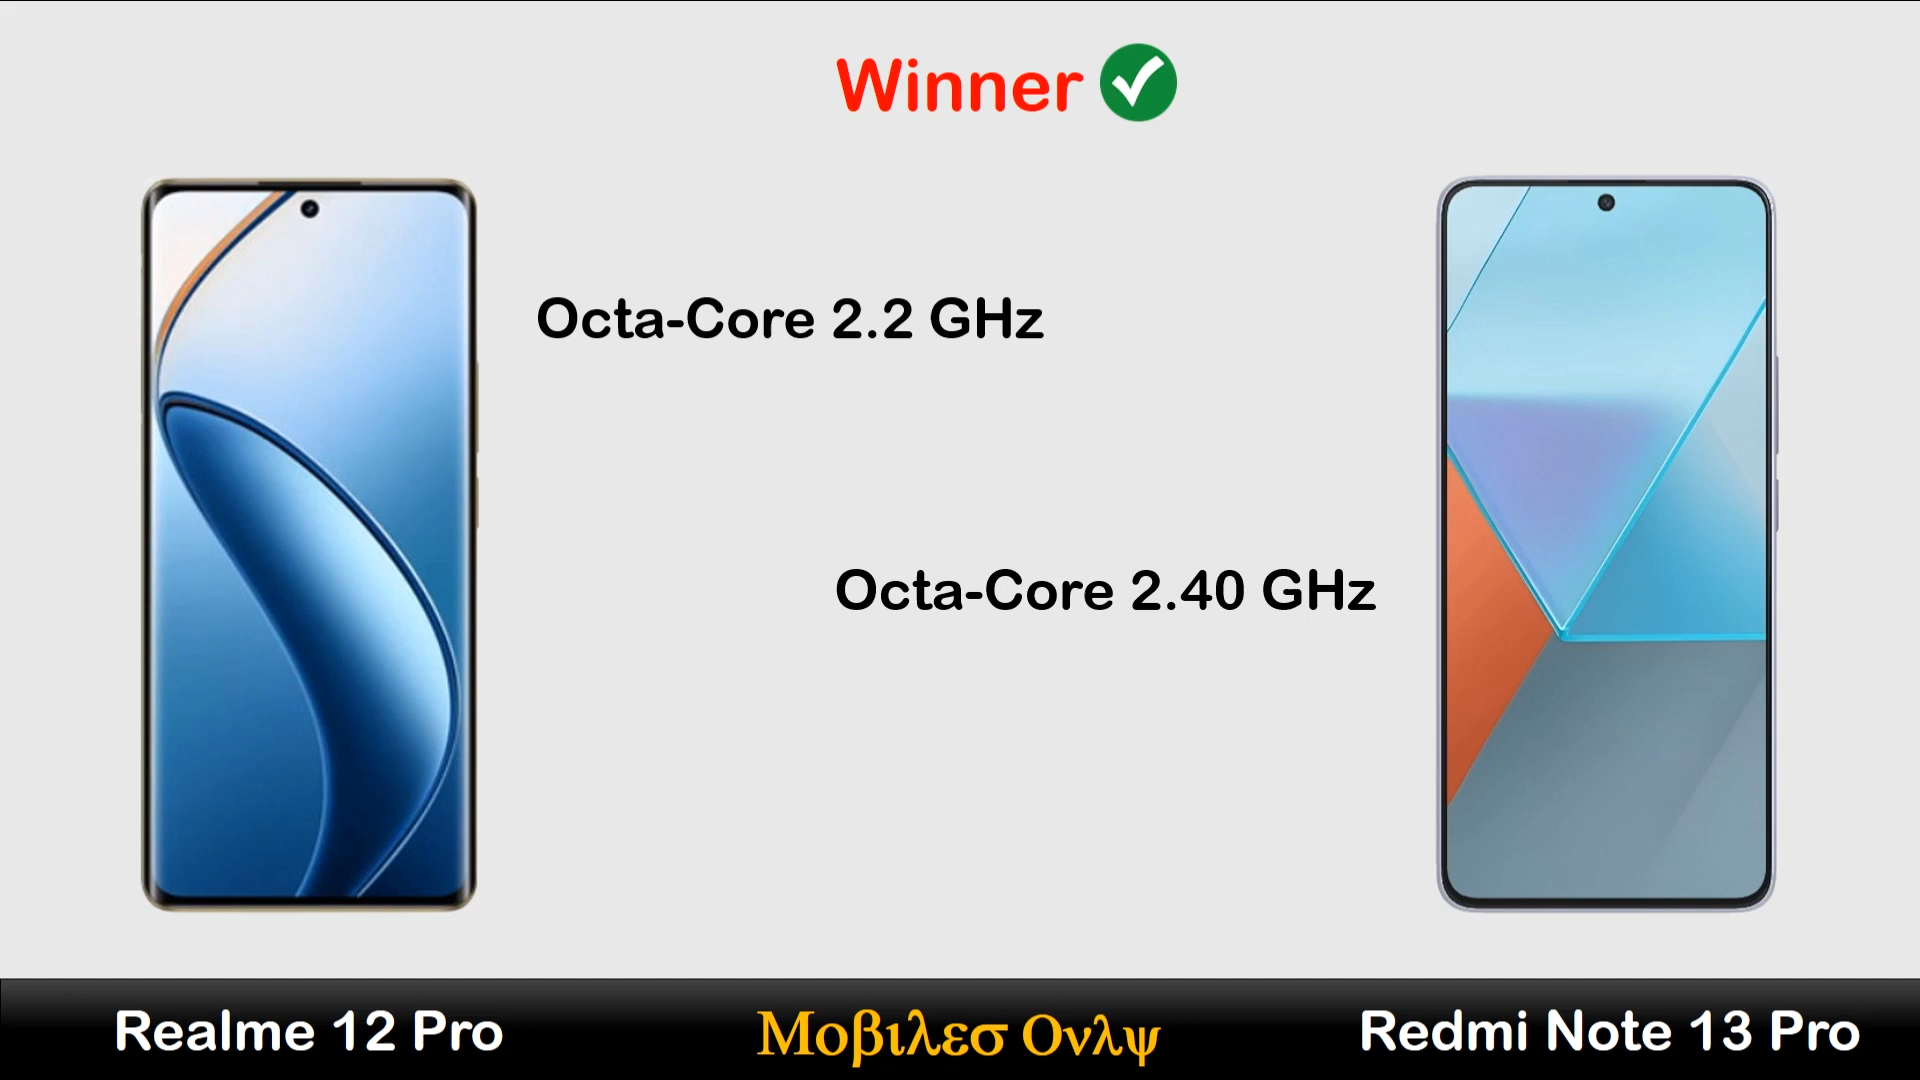 Winner
Octa-Core 2.2 GHz
Octa-Core 2.40 GHz
Realme 12 Pro
Μοβιλεσ Ονλψ
Redmi Note 13 Pro